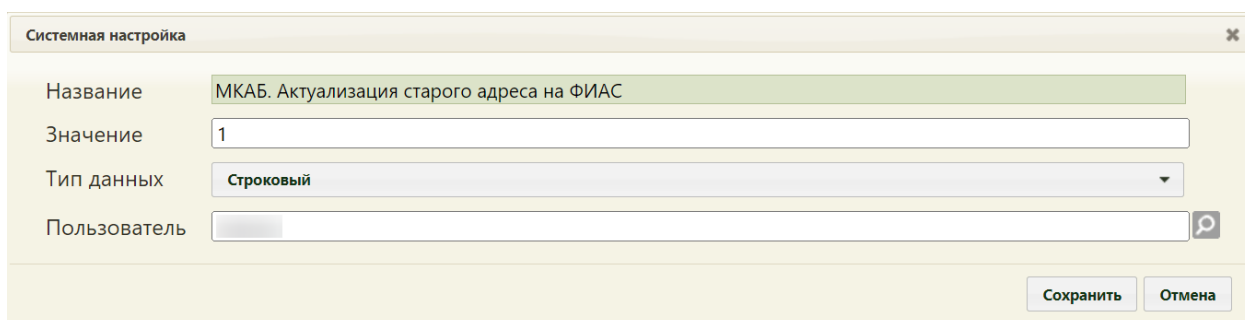 Системная настройка
Название МКАБ. Актуализация старого адреса на ФИАС
Значение 1
Тип данных Строковый
Пользователь
Сохранить Отмена